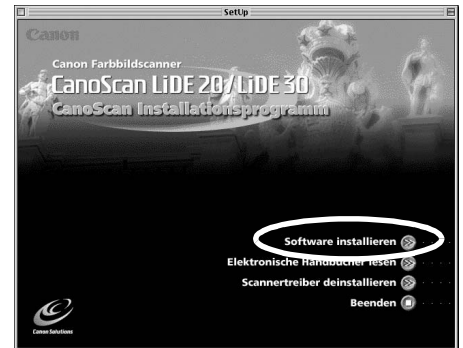 SetUp
Canon
Canon Farbbildscanner
CanoScan LiDE 20/LiDE 30
CanoScan Installationsprogramm
Software installieren
Elektronische Handbücher lesen
Scannertreiber deinstallieren
Beenden
Canoe Solutions